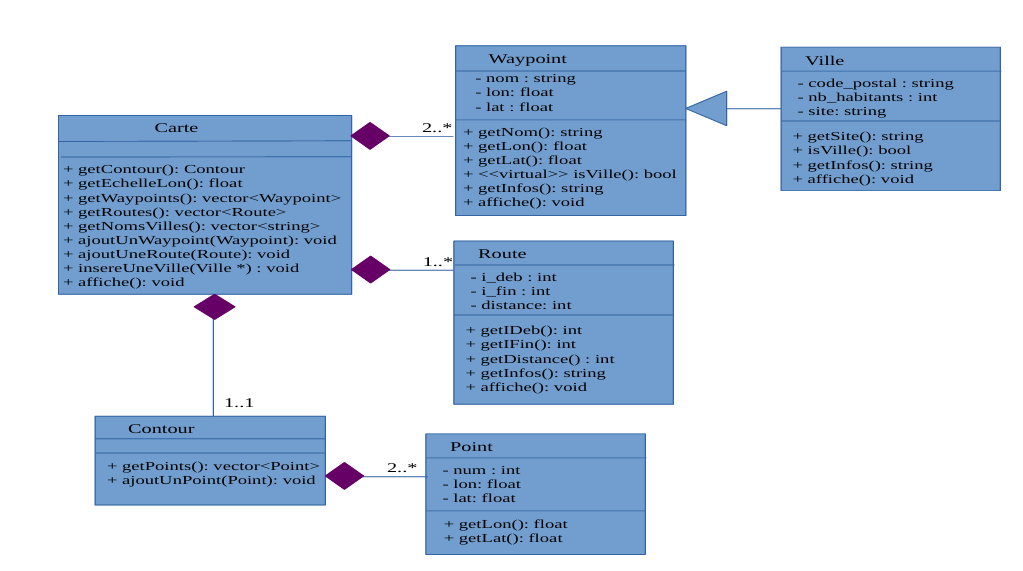 Waypoint
- nom : string
- lon: float
- lat : float
+ getNom(): string
+ getLon(): float
+ getLat(): float
+ <<virtual>> isVille(): bool
+ getInfos(): string
+ affiche(): void
Ville
- code_postal : string
- nb_habitants : int
- site: string
+ getSite(): string
+ isVille(): bool
+ getInfos(): string
+ affiche(): void
Carte
+ getContour(): Contour
+ getEchelleLon(): float
+ getWaypoints(): vector<Waypoint>
+ getRoutes(): vector<Route>
+ getNomsVilles(): vector<string>
+ ajoutUnWaypoint(Waypoint): void
+ ajoutUneRoute(Route): void
+ insereUneVille(Ville *) : void
+ affiche(): void
2..*
1..*
Route
- i_deb : int
- i_fin : int
- distance: int
+ getIDeb(): int
+ getIFin(): int
+ getDistance() : int
+ getInfos(): string
+ affiche(): void
1..1
Contour
+ getPoints(): vector<Point>
+ ajoutUnPoint(Point): void
2..*
Point
- num : int
- lon: float
- lat: float
+ getLon(): float
+ getLat(): float